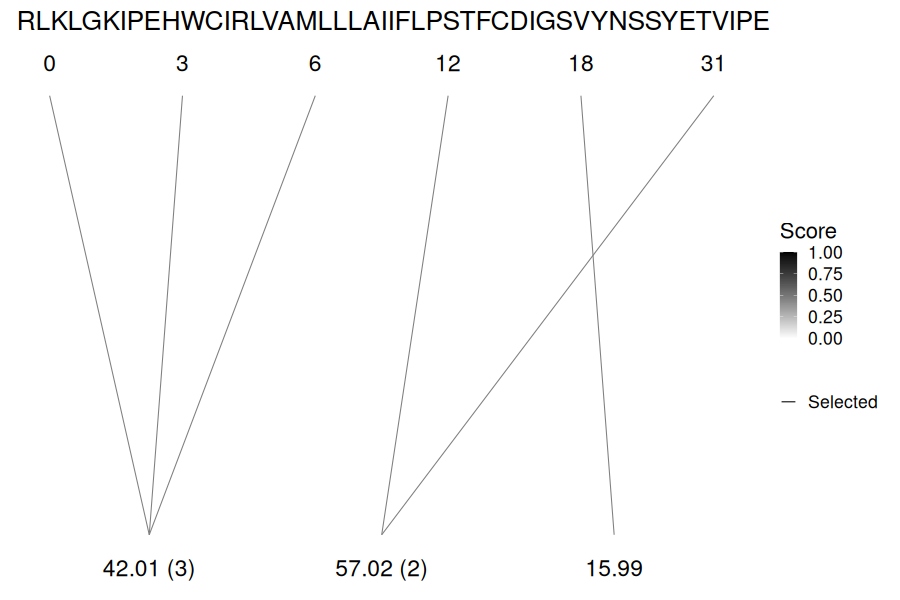 RLKLGKIPEHWCIRLVAMLLLAIIFLPSTFCDIGSVYNSSYETVIPE
0 3 6 12 18 31
Score
1.00
0.75
0.50
0.25
0.00
Selected
42.01 (3) 57.02 (2) 15.99